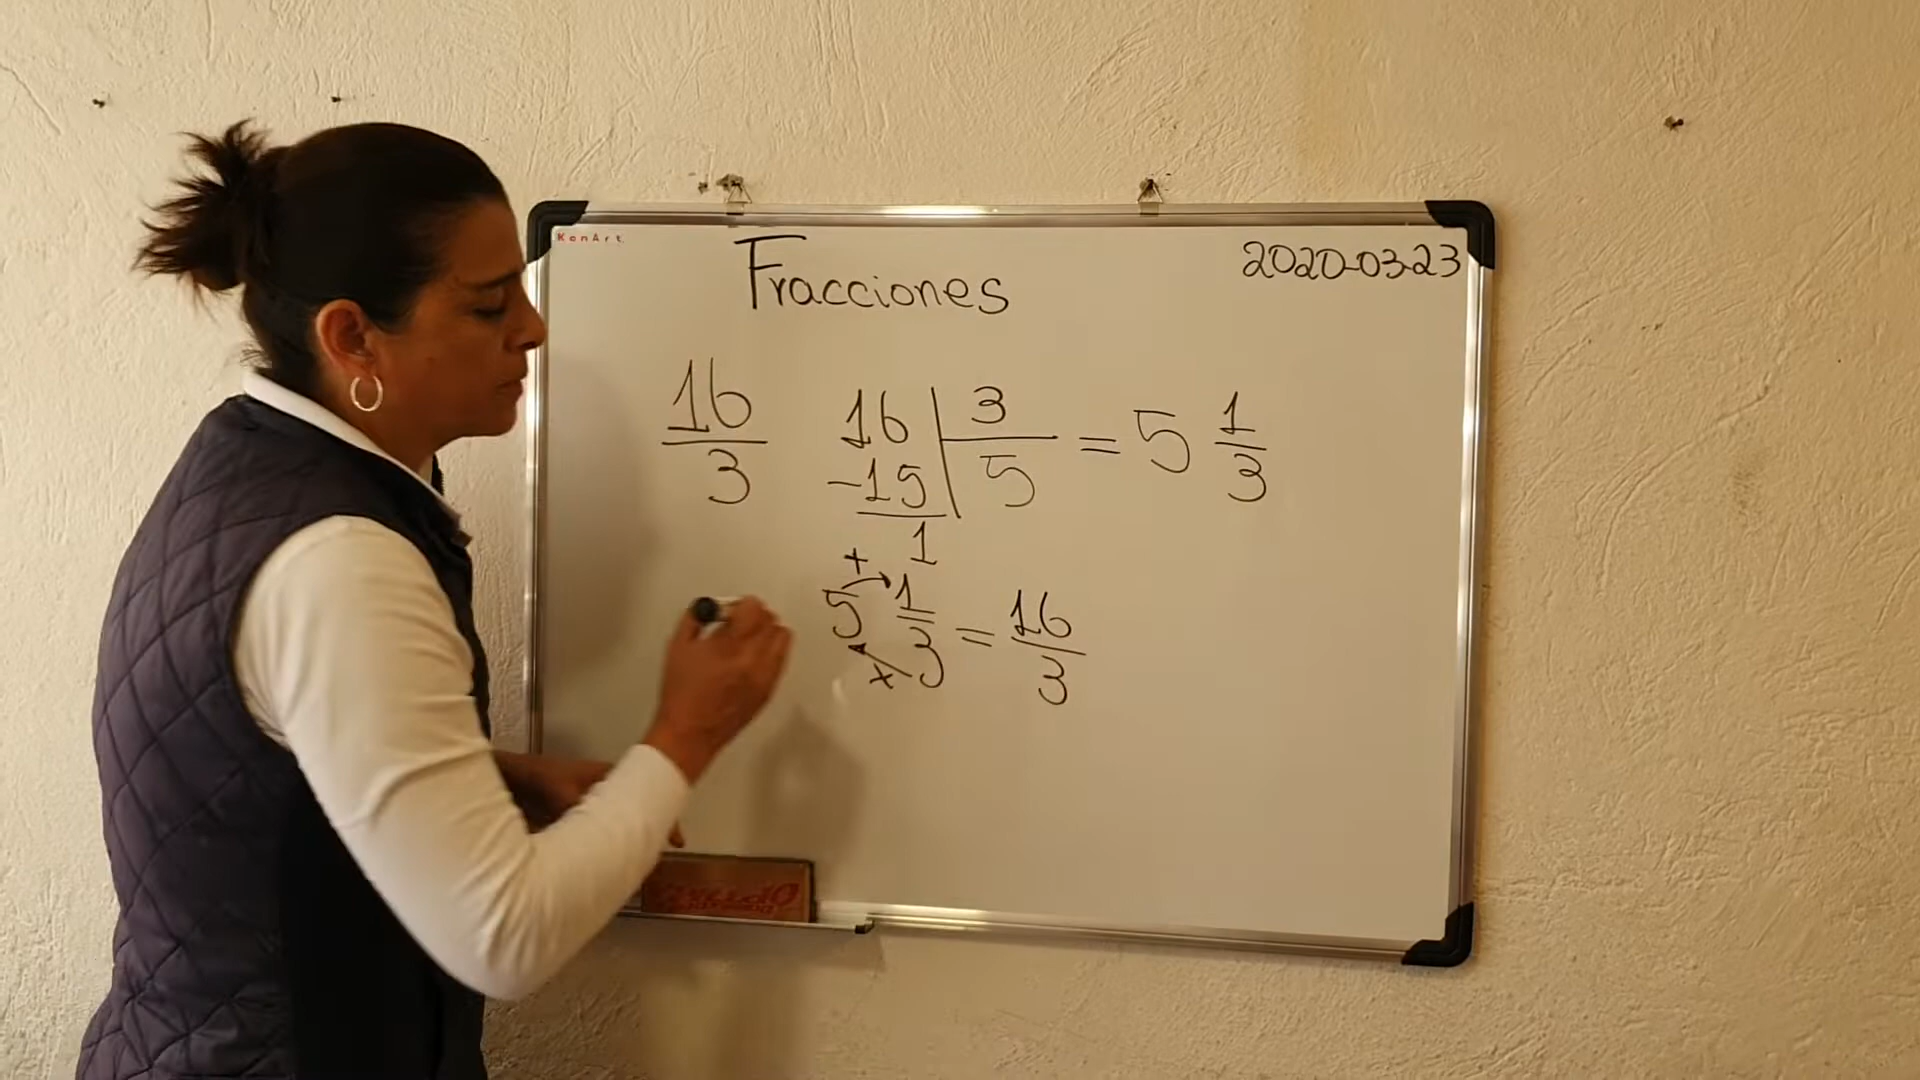 KonArt
Fracciones
2020-03-23
16/3
16 | 3 = 5 1/3
-15 | 5
1
+
5 1/3 = 16/3
x